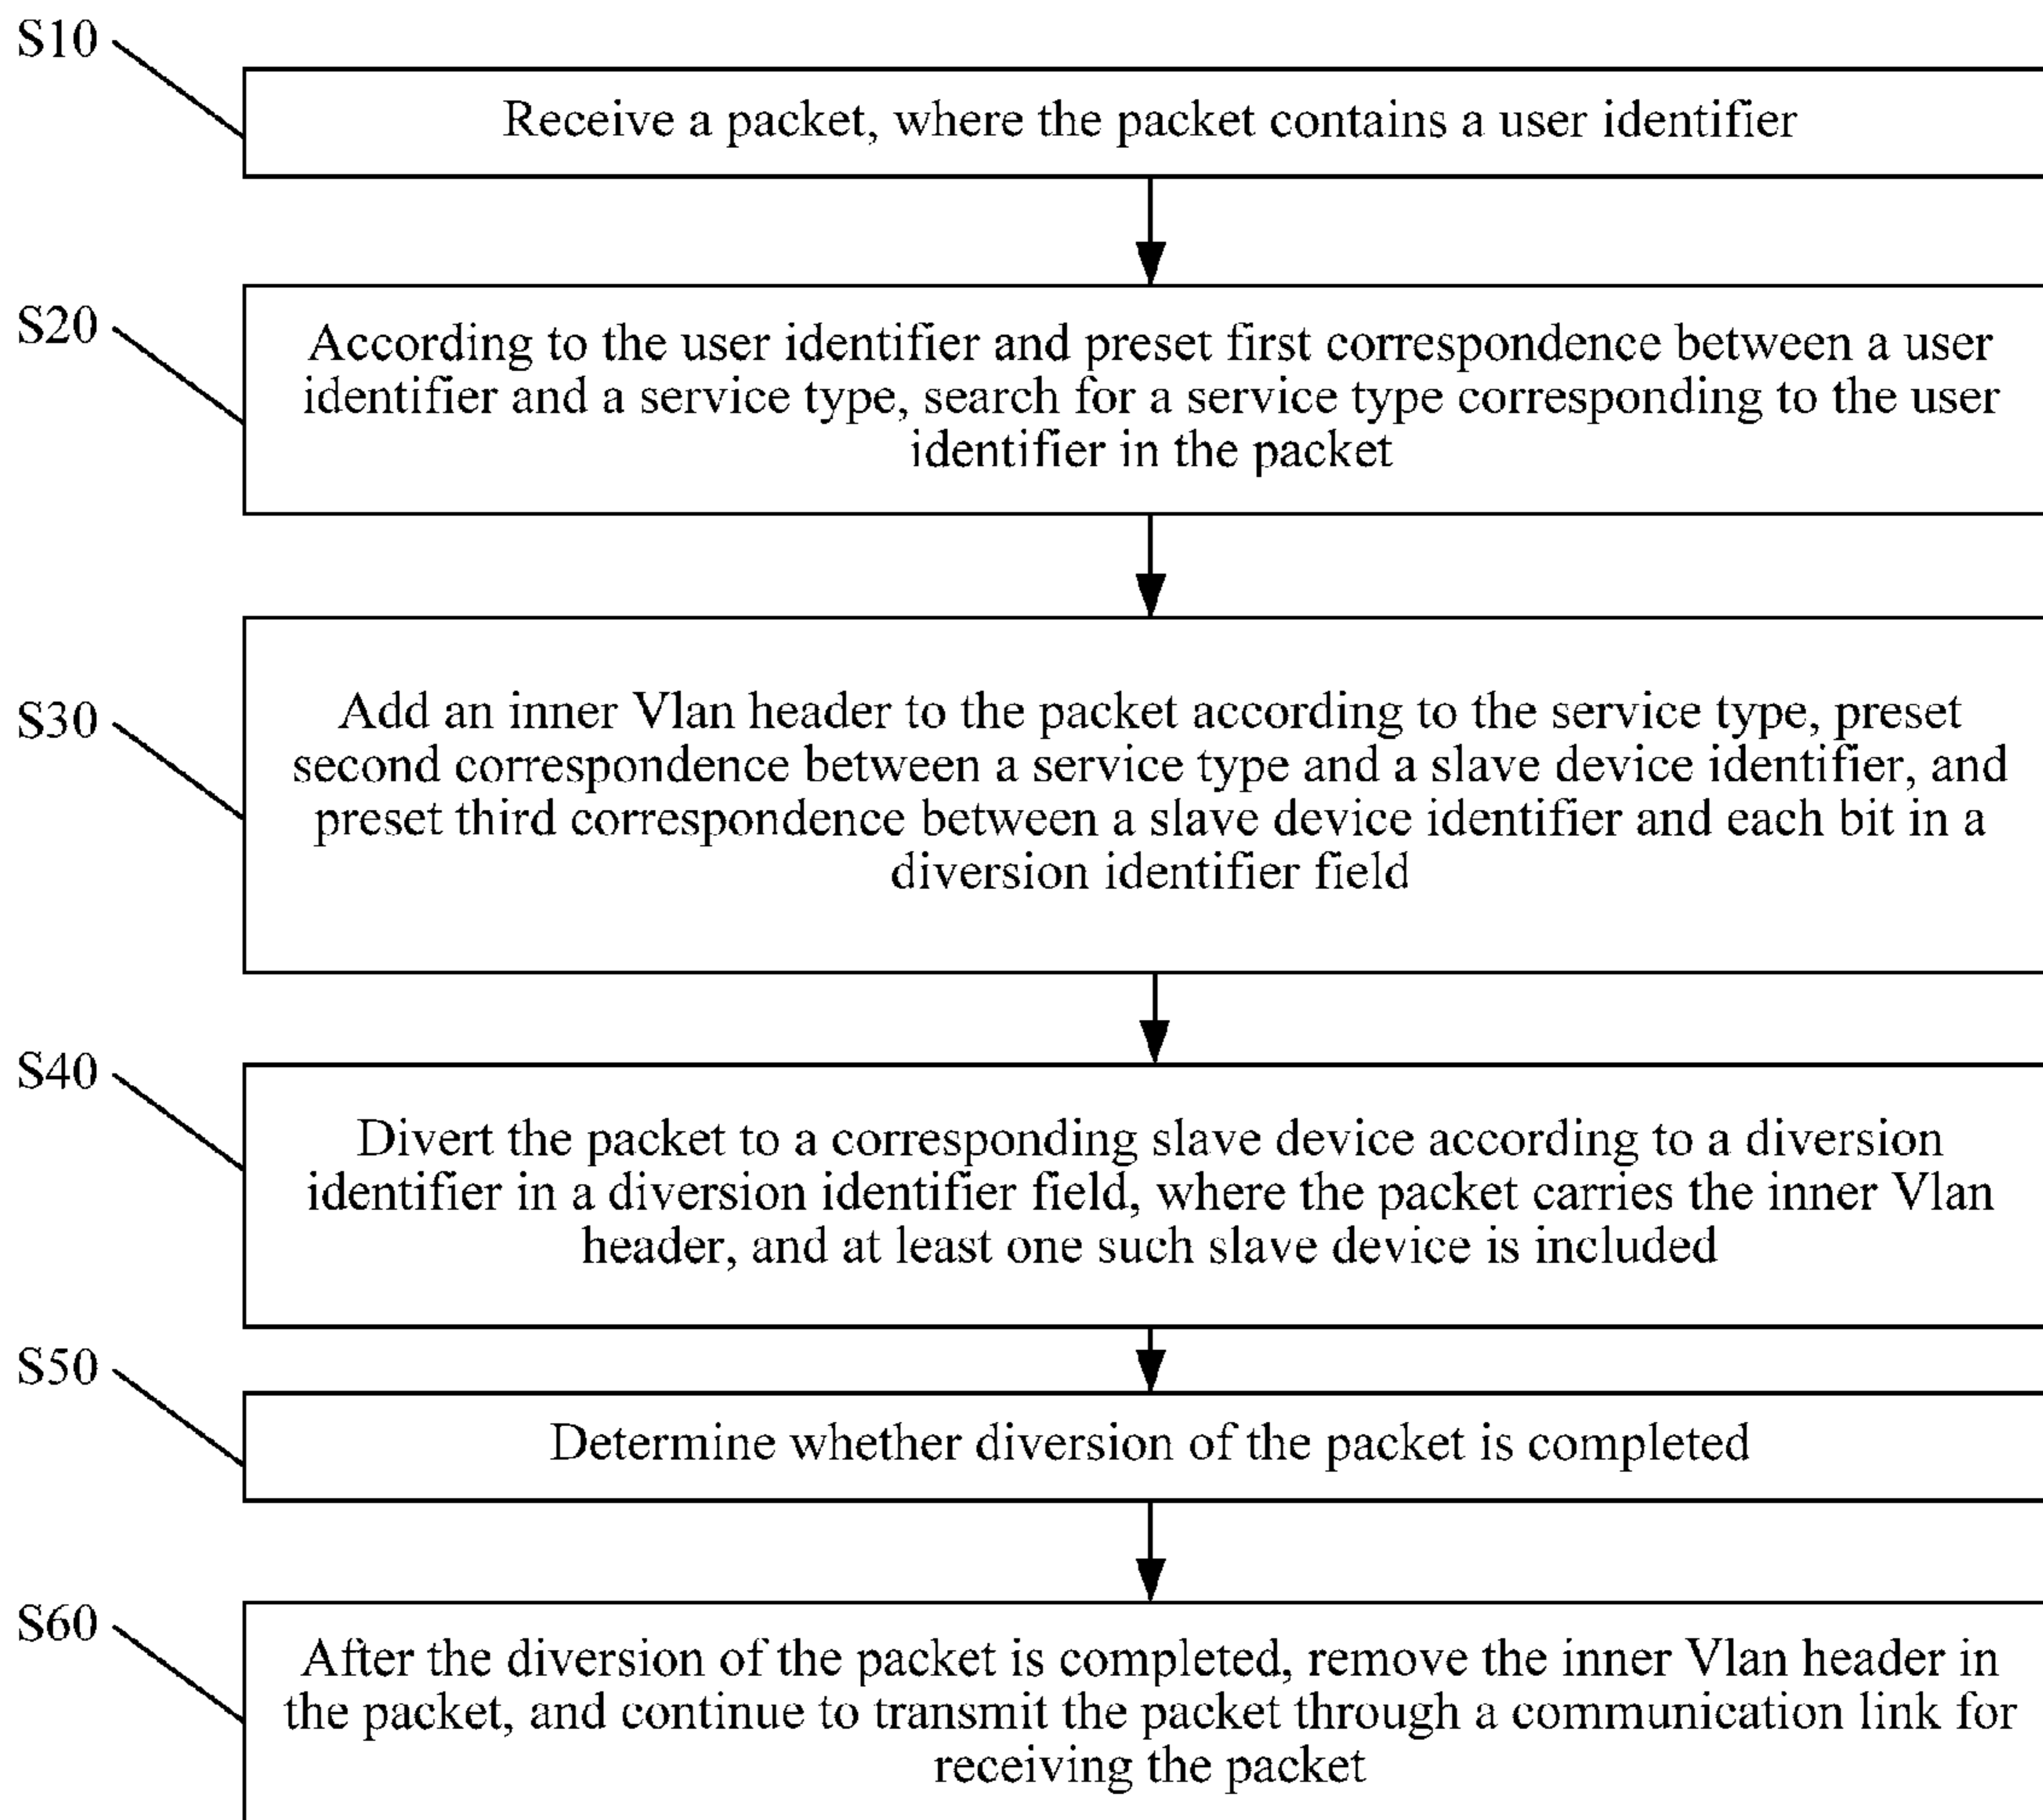 S10
Receive a packet, where the packet contains a user identifier
S20
According to the user identifier and preset first correspondence between a user
identifier and a service type, search for a service type corresponding to the user
identifier in the packet
S30
Add an inner Vlan header to the packet according to the service type, preset
second correspondence between a service type and a slave device identifier, and
preset third correspondence between a slave device identifier and each bit in a
diversion identifier field
S40
Divert the packet to a corresponding slave device according to a diversion
identifier in a diversion identifier field, where the packet carries the inner Vlan
header, and at least one such slave device is included
S50
Determine whether diversion of the packet is completed
S60
After the diversion of the packet is completed, remove the inner Vlan header in
the packet, and continue to transmit the packet through a communication link for
receiving the packet